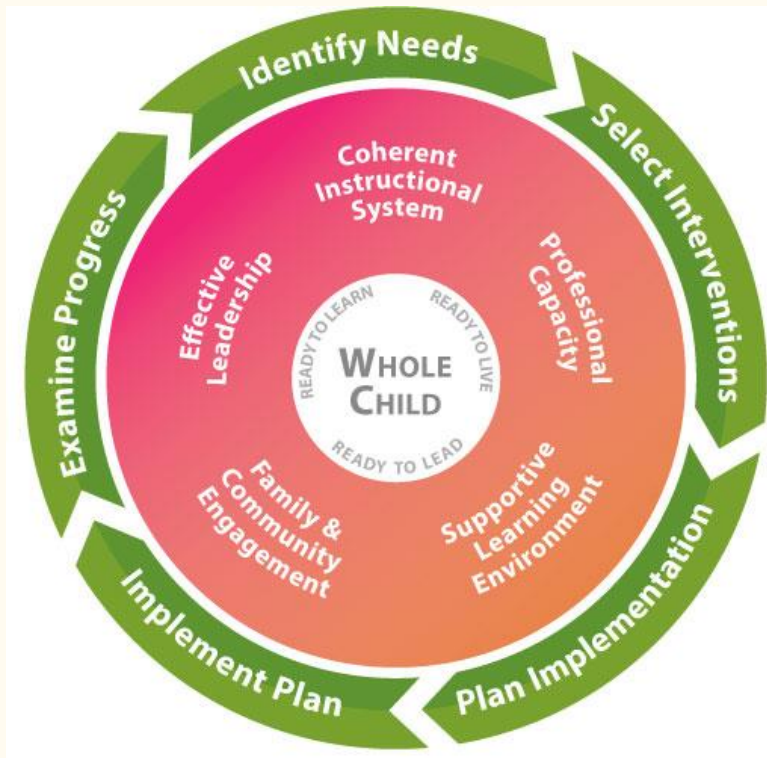 Identify Needs
Select Interventions
Plan Implementation
Implement Plan
Examine Progress
Coherent
Instructional
System
Professional
Capacity
Supportive
Learning
Environment
Family &
Community
Engagement
Effective
Leadership
READY TO LEARN
READY TO LIVE
READY TO LEAD
WHOLE
CHILD